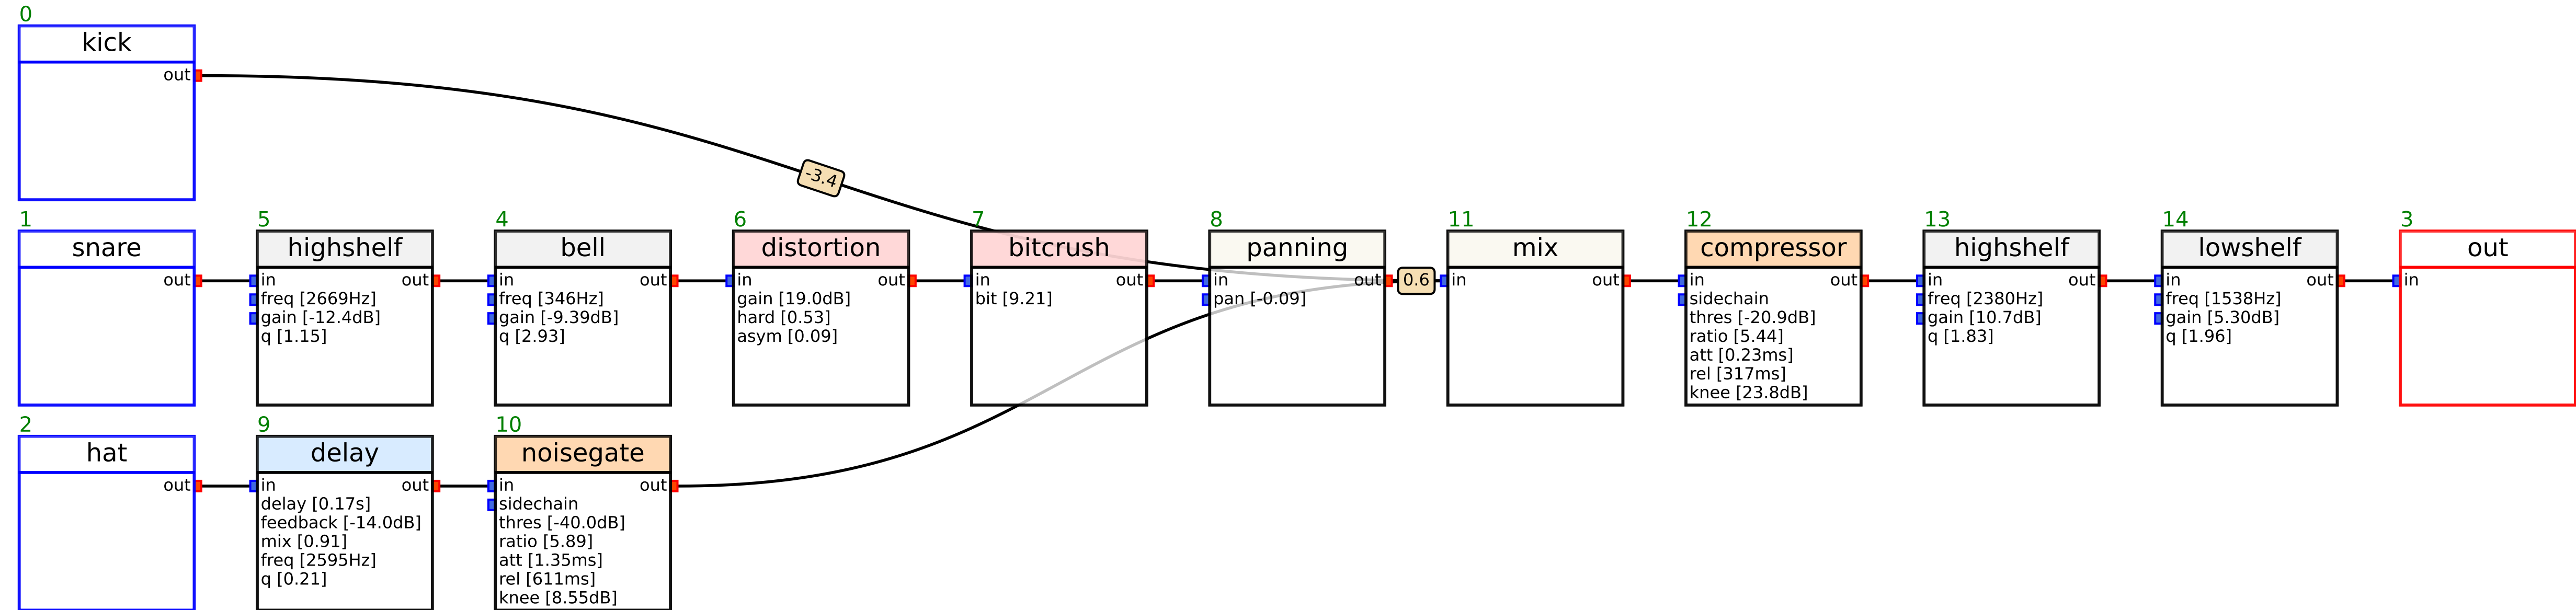 0
kick
out
-3.4
1
snare
out
5
highshelf
in out
freq [2669Hz]
gain [-12.4dB]
q [1.15]
4
bell
in out
freq [346Hz]
gain [-9.39dB]
q [2.93]
6
distortion
in out
gain [19.0dB]
hard [0.53]
asym [0.09]
7
bitcrush
in out
bit [9.21]
8
panning
in out
pan [-0.09]
0.6
11
mix
in out
12
compressor
in out
sidechain
thres [-20.9dB]
ratio [5.44]
att [0.23ms]
rel [317ms]
knee [23.8dB]
13
highshelf
in out
freq [2380Hz]
gain [10.7dB]
q [1.83]
14
lowshelf
in out
freq [1538Hz]
gain [5.30dB]
q [1.96]
3
out
in
2
hat
out
9
delay
in out
delay [0.17s]
feedback [-14.0dB]
mix [0.91]
freq [2595Hz]
q [0.21]
10
noisegate
in out
sidechain
thres [-40.0dB]
ratio [5.89]
att [1.35ms]
rel [611ms]
knee [8.55dB]